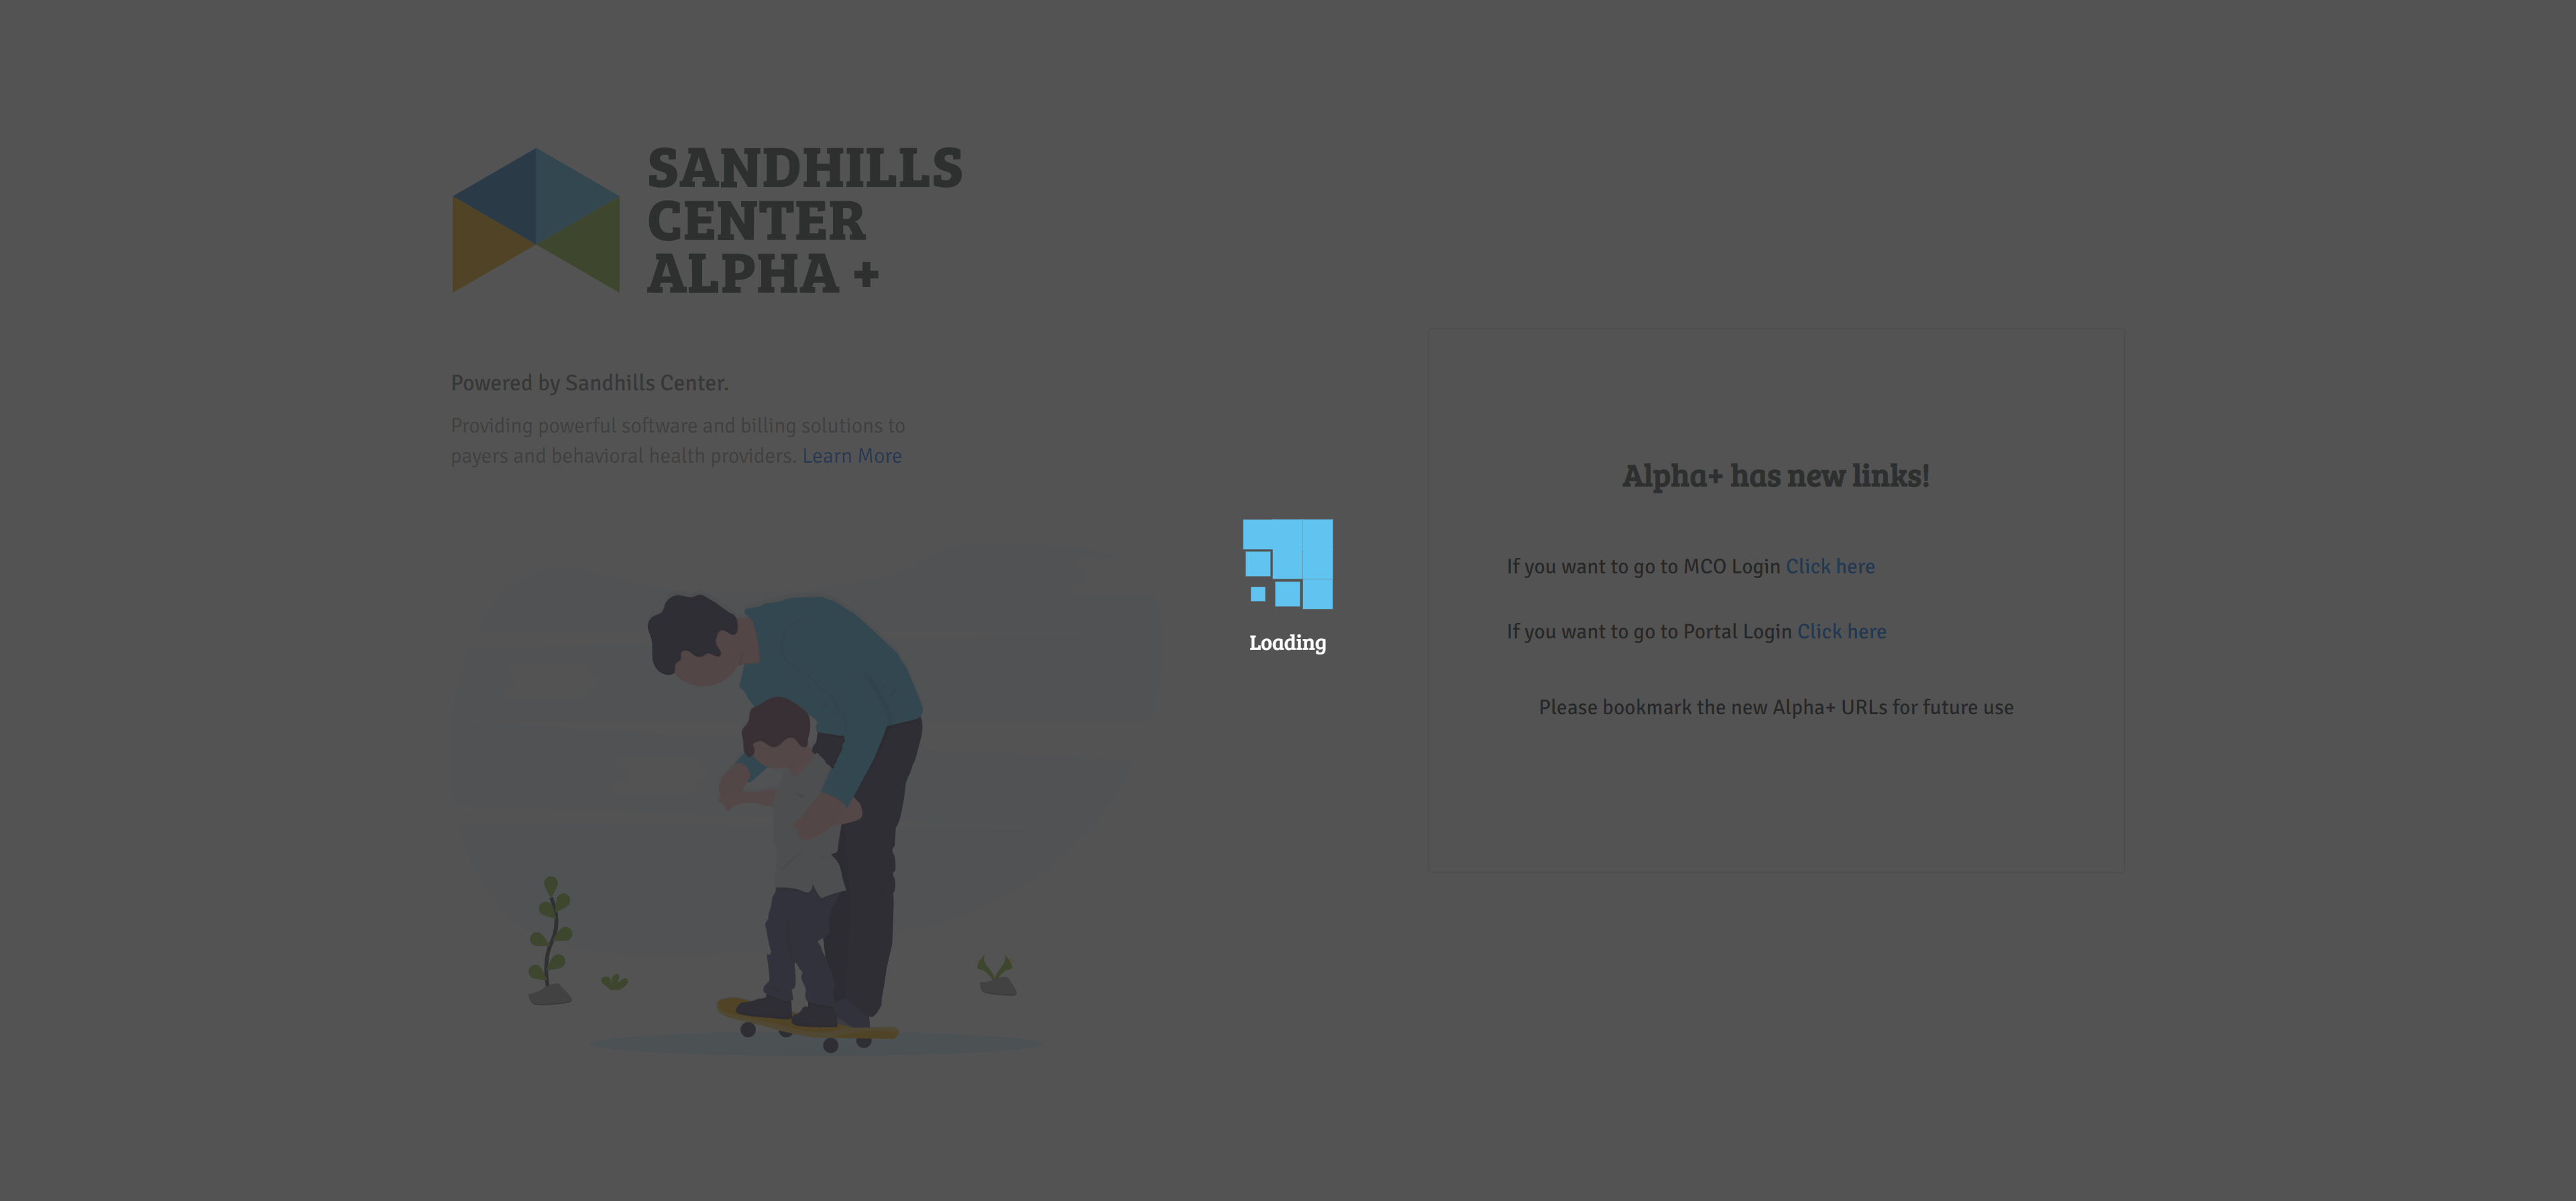 SANDHILLS
CENTER
ALPHA +
Powered by Sandhills Center.
Providing powerful software and billing solutions to
payers and behavioral health providers. Learn More
Loading
Alpha+ has new links!
If you want to go to MCO Login Click here
If you want to go to Portal Login Click here
Please bookmark the new Alpha+ URLs for future use